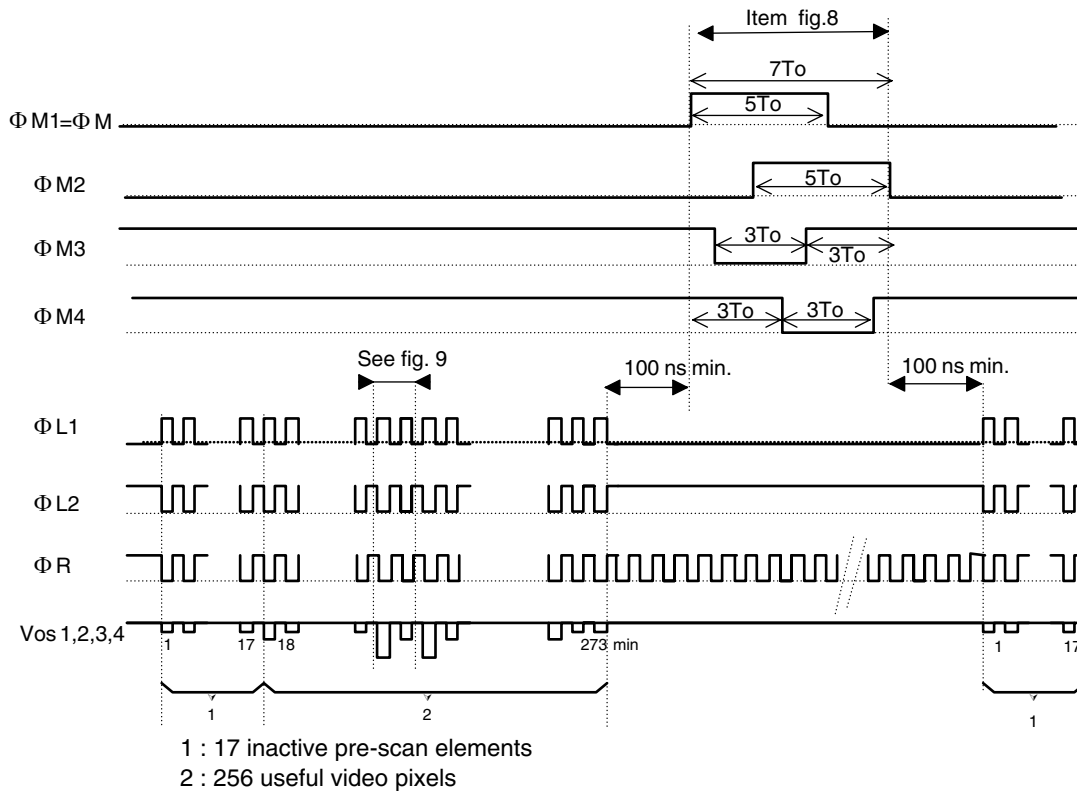 Item fig.8
7To
ΦM1=ΦM
5To
ΦM2
5To
ΦM3
3To
3To
ΦM4
3To
3To
See fig. 9
100 ns min.
100 ns min.
ΦL1
ΦL2
ΦR
Vos 1,2,3,4
1
17
18
273 min
1
17
1
2
1
1 : 17 inactive pre-scan elements
2 : 256 useful video pixels